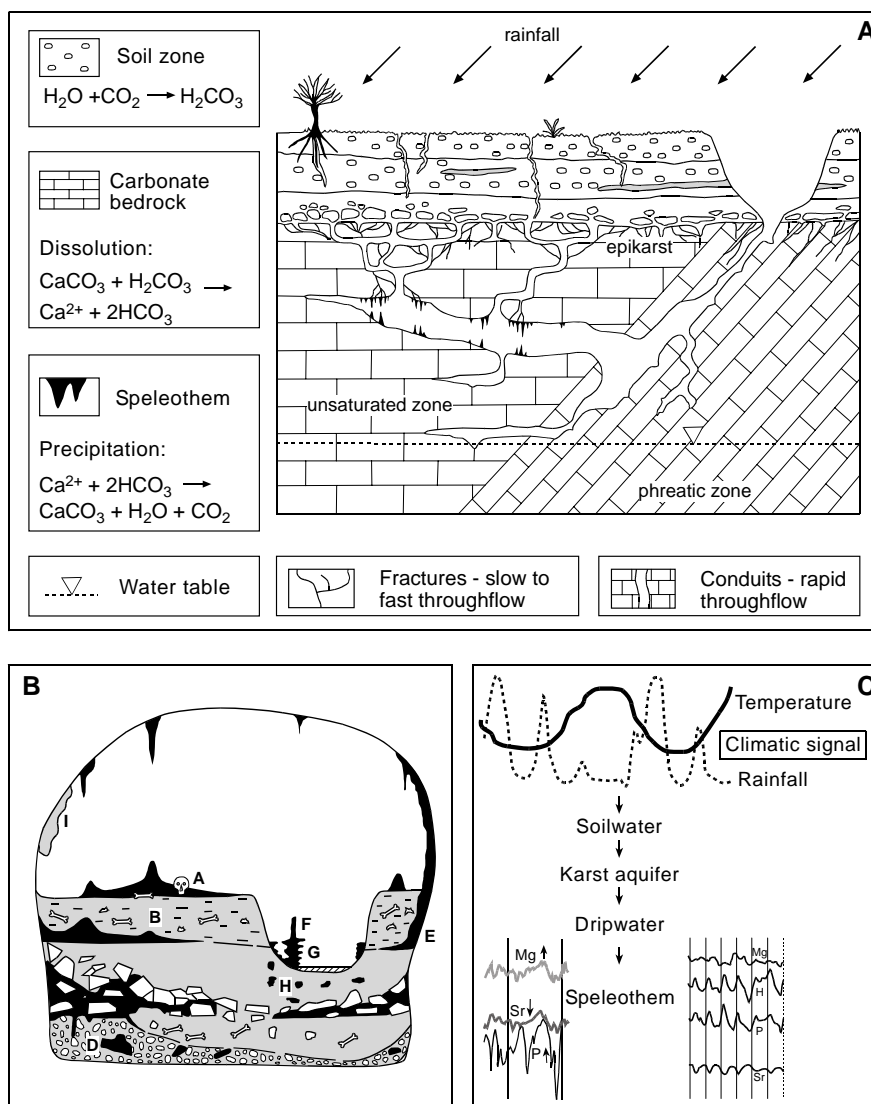 A
rainfall
Soil zone
H₂O +CO₂ → H₂CO₃
Carbonate
bedrock
Dissolution:
CaCO₃ + H₂CO₃ →
Ca²⁺ + 2HCO₃
epikarst
Speleothem
Precipitation:
Ca²⁺ + 2HCO₃ →
CaCO₃ + H₂O + CO₂
unsaturated zone
phreatic zone
Water table
Fractures - slow to
fast throughflow
Conduits - rapid
throughflow
B
I
A
B
F
G
E
H
D
C
Temperature
Climatic signal
Rainfall
Soilwater
Karst aquifer
Dripwater
Speleothem
Mg
Sr
P
Mg
H
P
Sr